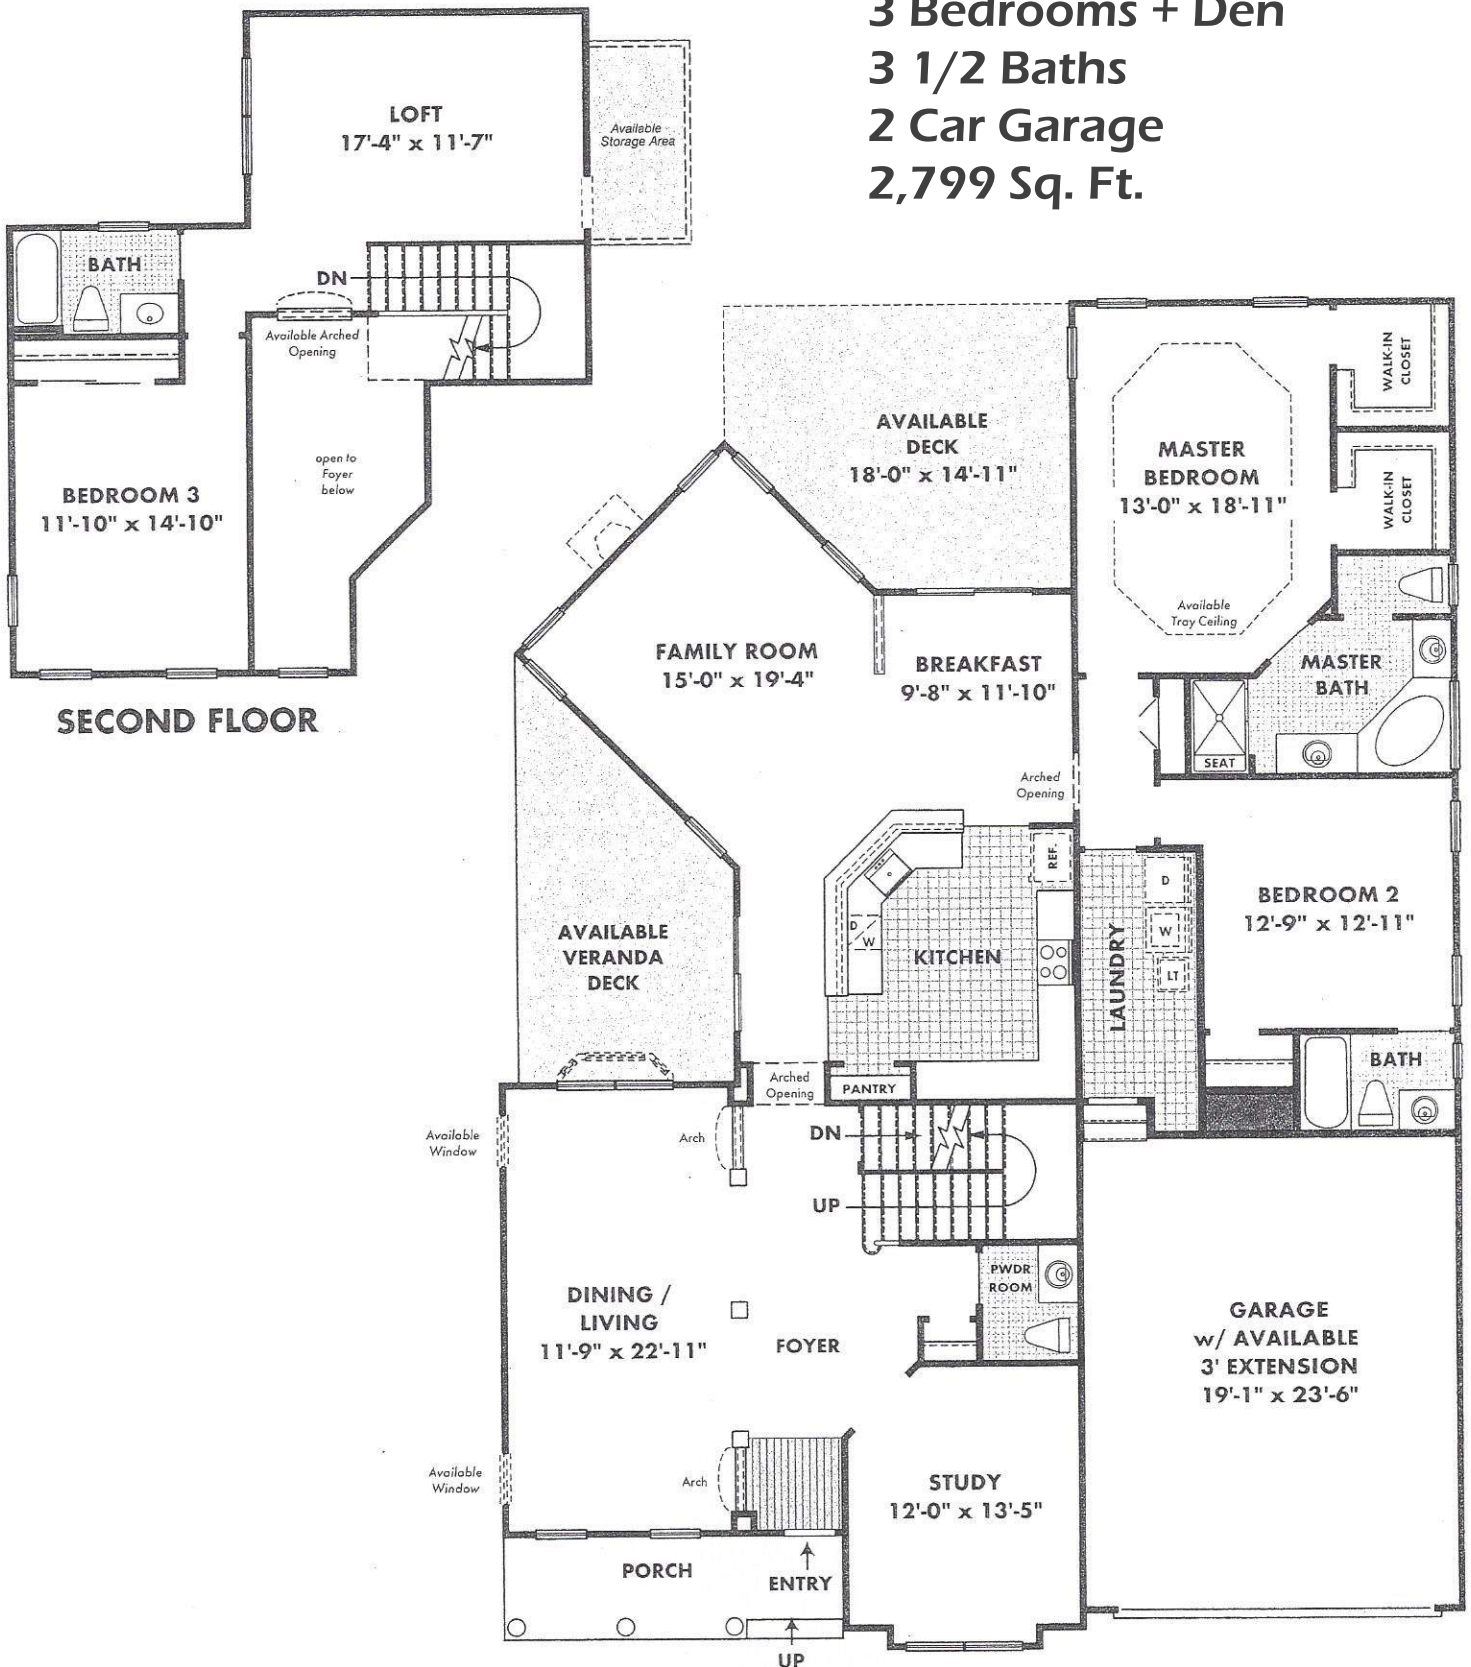 3 Bedrooms + Den
3 1/2 Baths
2 Car Garage
2,799 Sq. Ft.
LOFT
17'-4" x 11'-7"
Available
Storage Area
BATH
DN
Available Arched
Opening
open to
Foyer
below
BEDROOM 3
11'-10" x 14'-10"
SECOND FLOOR
AVAILABLE
DECK
18'-0" x 14'-11"
MASTER
BEDROOM
13'-0" x 18'-11"
Available
Tray Ceiling
WALK-IN
CLOSET
WALK-IN
CLOSET
MASTER
BATH
SEAT
FAMILY ROOM
15'-0" x 19'-4"
BREAKFAST
9'-8" x 11'-10"
Arched
Opening
REF.
D
W
KITCHEN
PANTRY
LAUNDRY
D
W
LT
BEDROOM 2
12'-9" x 12'-11"
BATH
AVAILABLE
VERANDA
DECK
Arched
Opening
Available
Window
Arch
DN
UP
PWDR
ROOM
DINING /
LIVING
11'-9" x 22'-11"
FOYER
GARAGE
w/ AVAILABLE
3' EXTENSION
19'-1" x 23'-6"
Available
Window
Arch
STUDY
12'-0" x 13'-5"
PORCH
ENTRY
UP